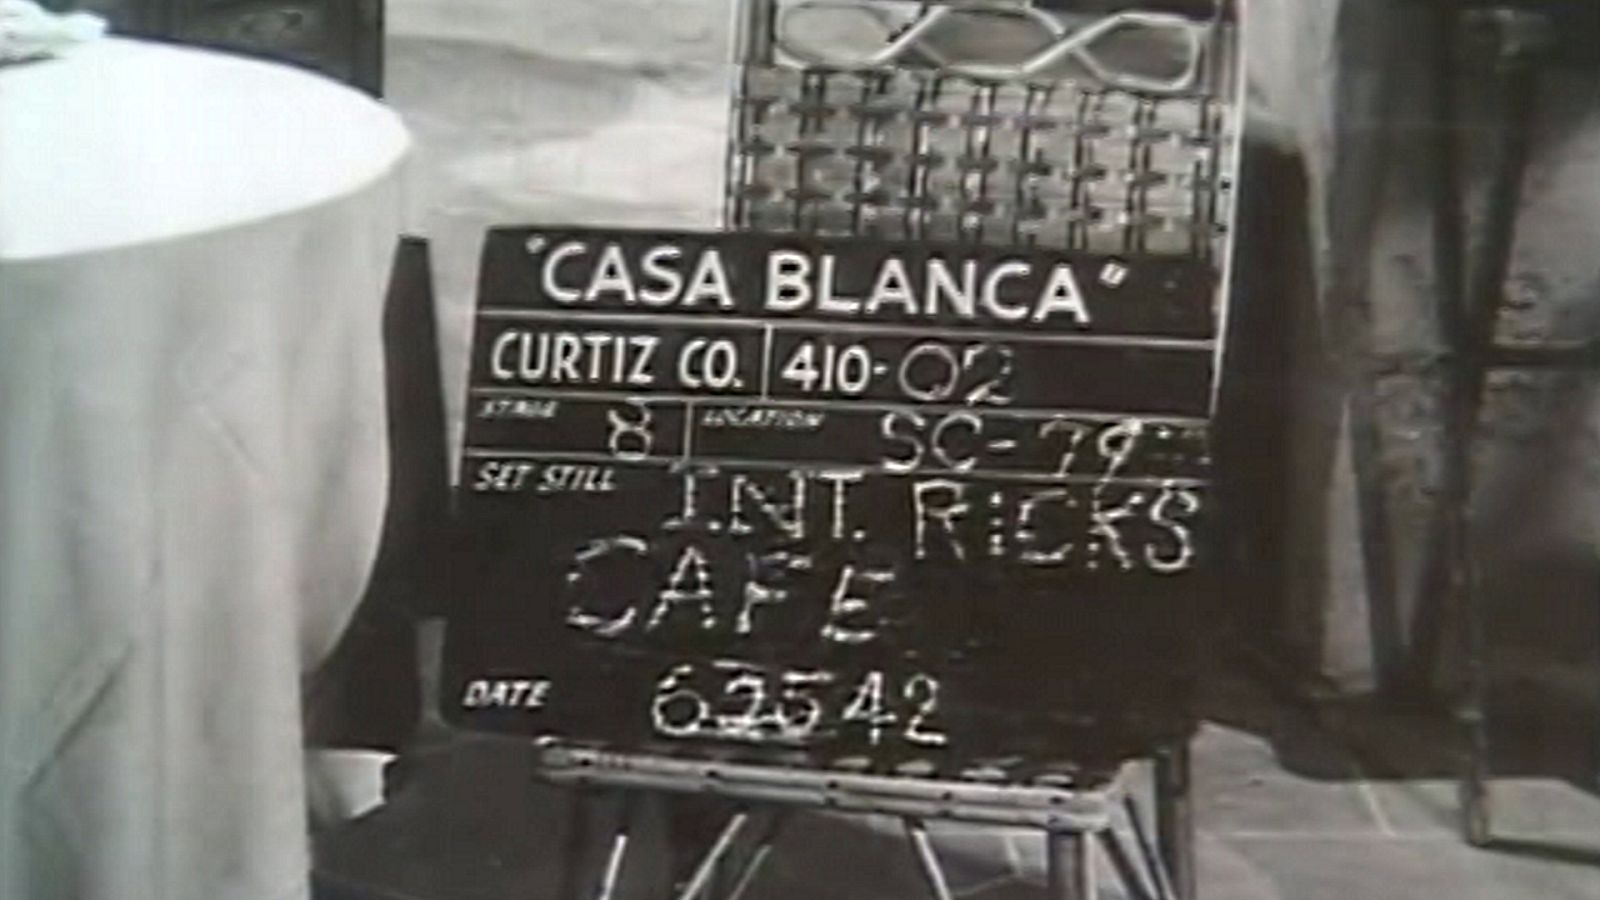 "CASA BLANCA"
CURTIZ CO. 410-02
STAGE 8 LOCATION SC-79
SET STILL INT. RICKS
CAFE
DATE 62542